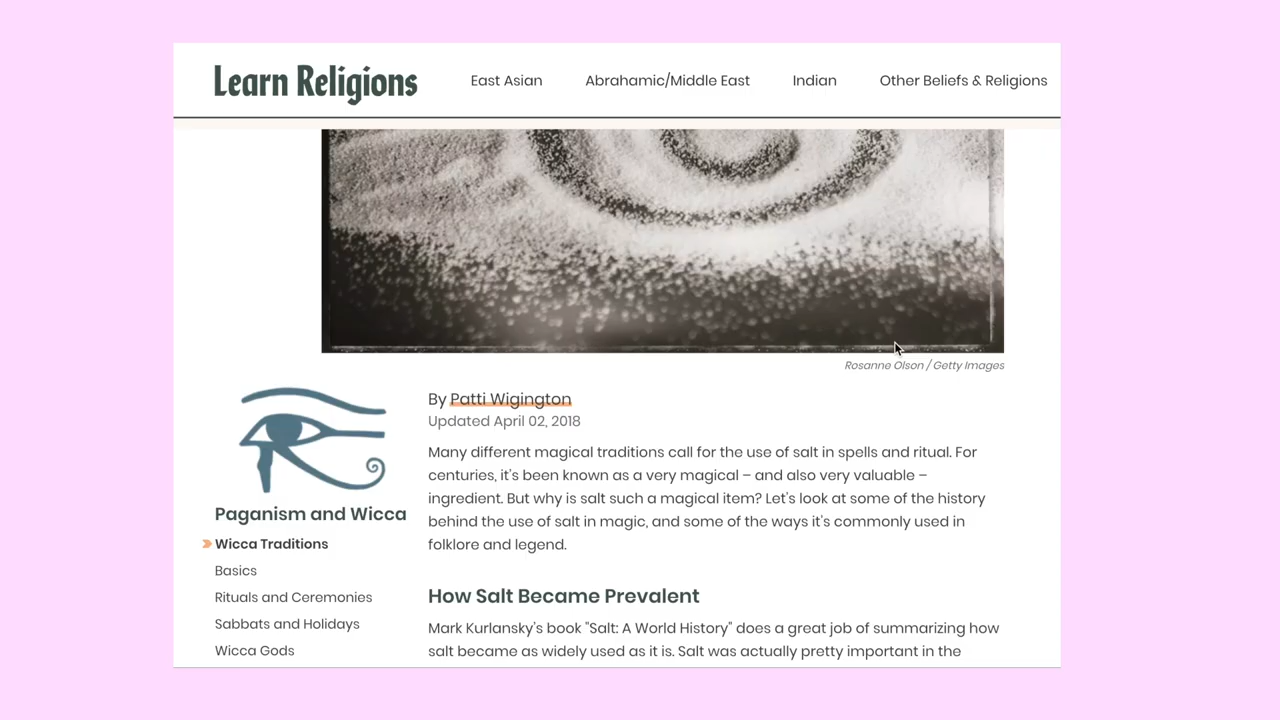 Learn Religions
East Asian
Abrahamic/Middle East
Indian
Other Beliefs & Religions
Rosanne Olson / Getty Images
By Patti Wigington
Updated April 02, 2018
Many different magical traditions call for the use of salt in spells and ritual. For
centuries, it's been known as a very magical – and also very valuable –
ingredient. But why is salt such a magical item? Let's look at some of the history
behind the use of salt in magic, and some of the ways it's commonly used in
folklore and legend.
How Salt Became Prevalent
Mark Kurlansky's book "Salt: A World History" does a great job of summarizing how
salt became as widely used as it is. Salt was actually pretty important in the
Paganism and Wicca
Wicca Traditions
Basics
Rituals and Ceremonies
Sabbats and Holidays
Wicca Gods